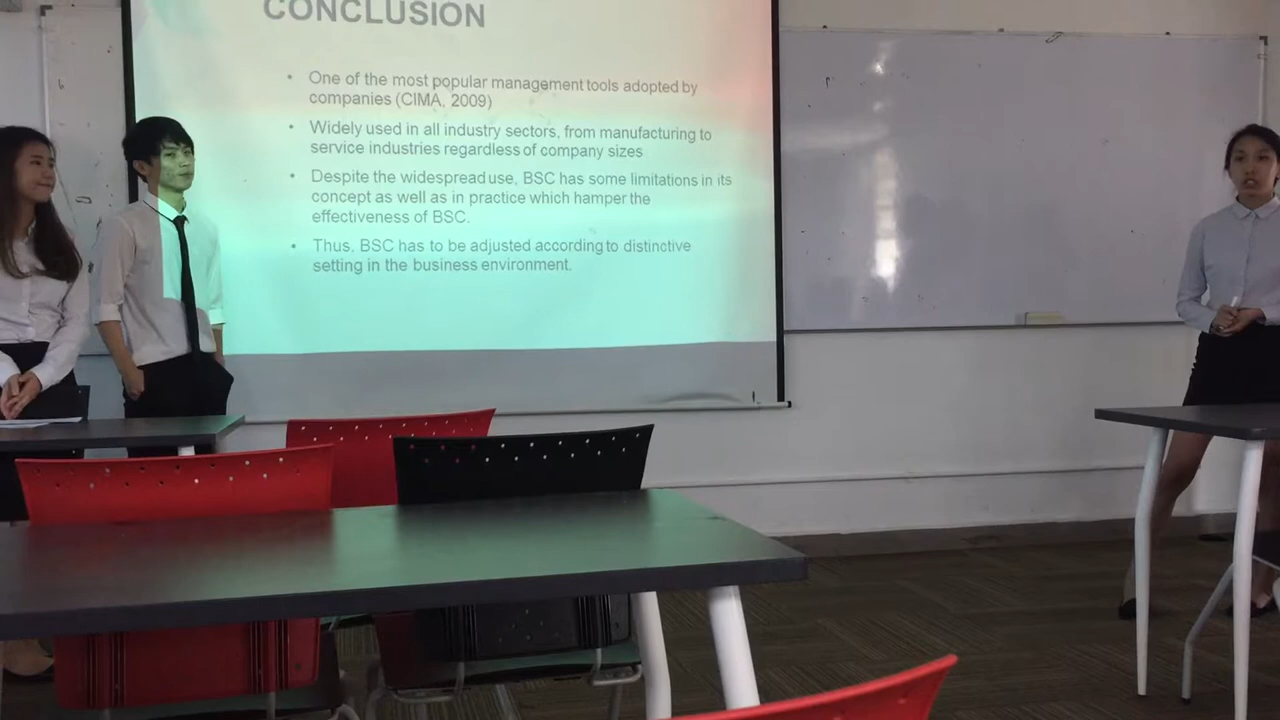 CONCLUSION
• One of the most popular management tools adopted by
companies (CIMA, 2009)
• Widely used in all industry sectors, from manufacturing to
service industries regardless of company sizes
• Despite the widespread use, BSC has some limitations in its
concept as well as in practice which hamper the
effectiveness of BSC.
• Thus, BSC has to be adjusted according to distinctive
setting in the business environment.